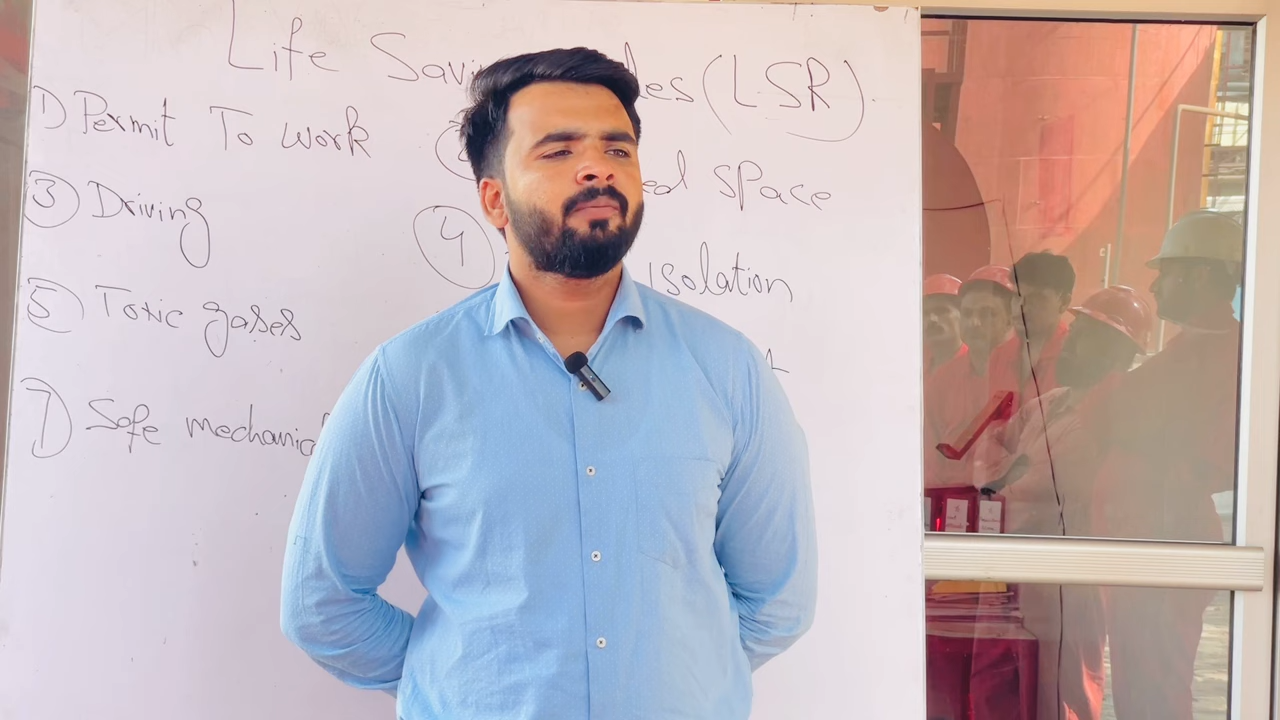 Life Savi les (LSR)
1) Permit To work
ed space
③ Driving
④ Isolation
⑤ Toxic gases
7) Safe mechanic